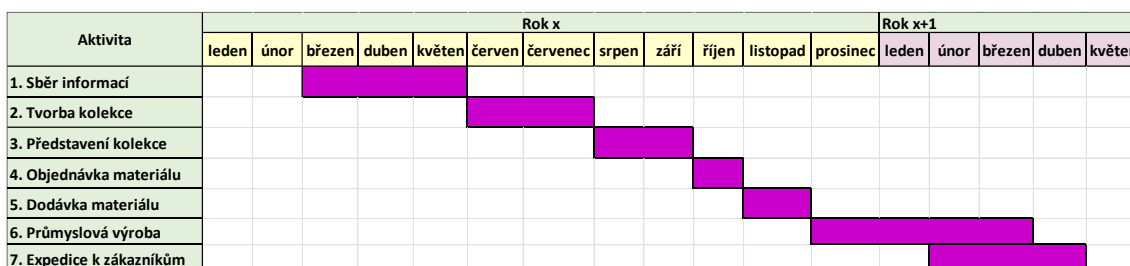 Aktivita
Rok x
Rok x+1
leden únor březen duben květen červen červenec srpen září říjen listopad prosinec leden únor březen duben květen
1. Sběr informací
2. Tvorba kolekce
3. Představení kolekce
4. Objednávka materiálu
5. Dodávka materiálu
6. Průmyslová výroba
7. Expedice k zákazníkům